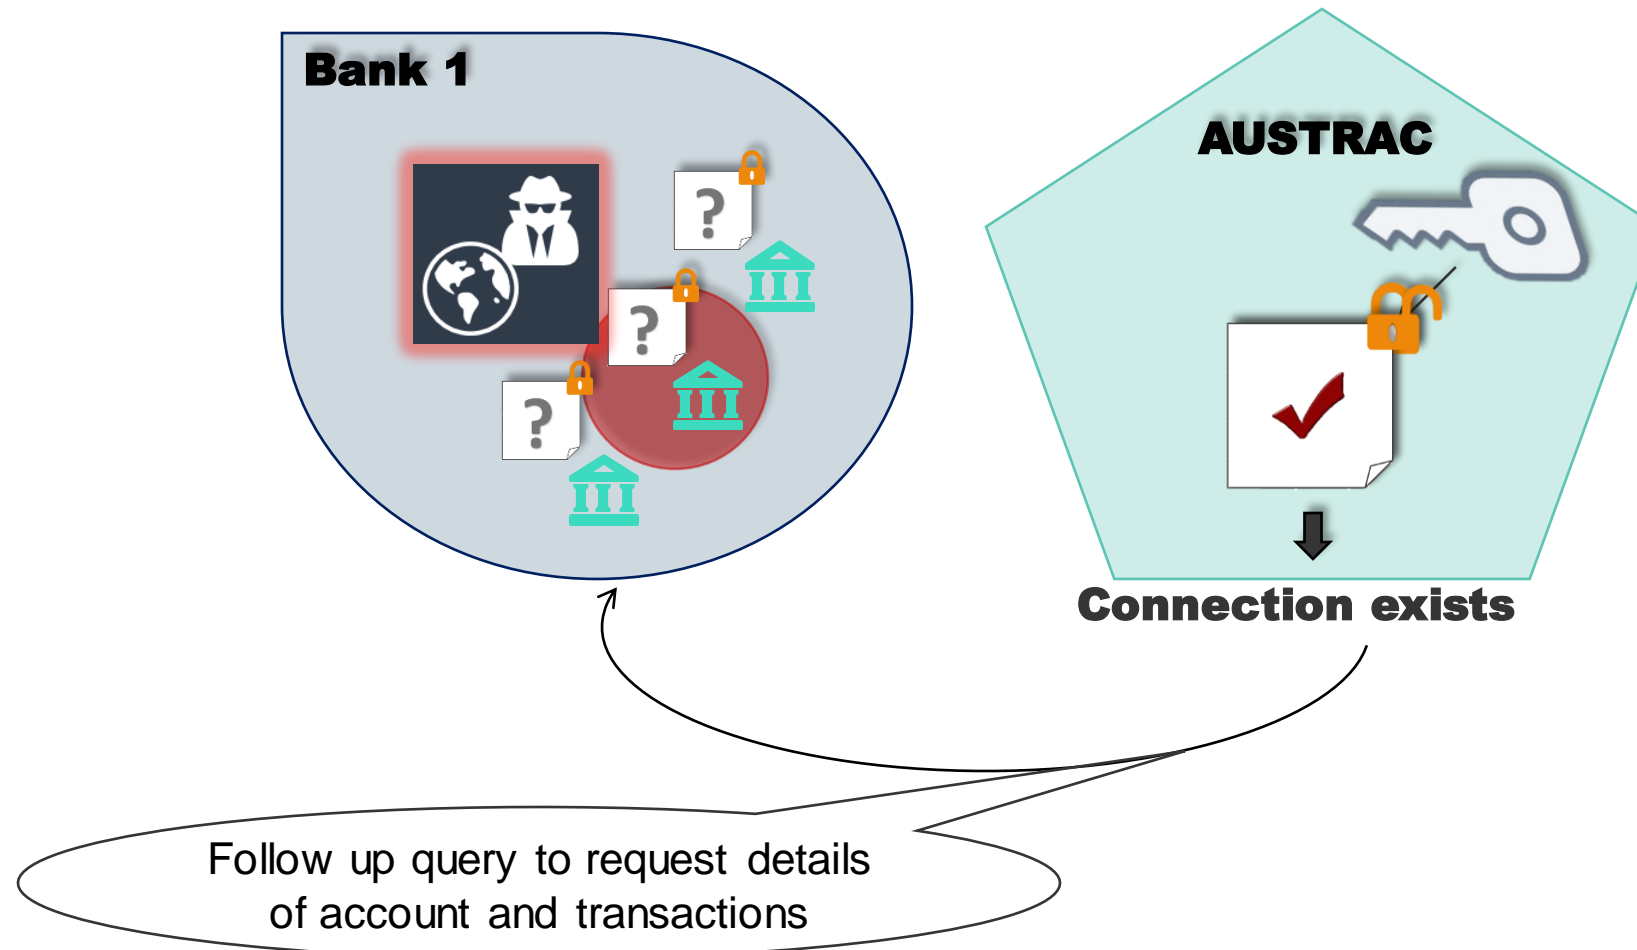 Bank 1
AUSTRAC
?
?
?
Connection exists
Follow up query to request details
of account and transactions